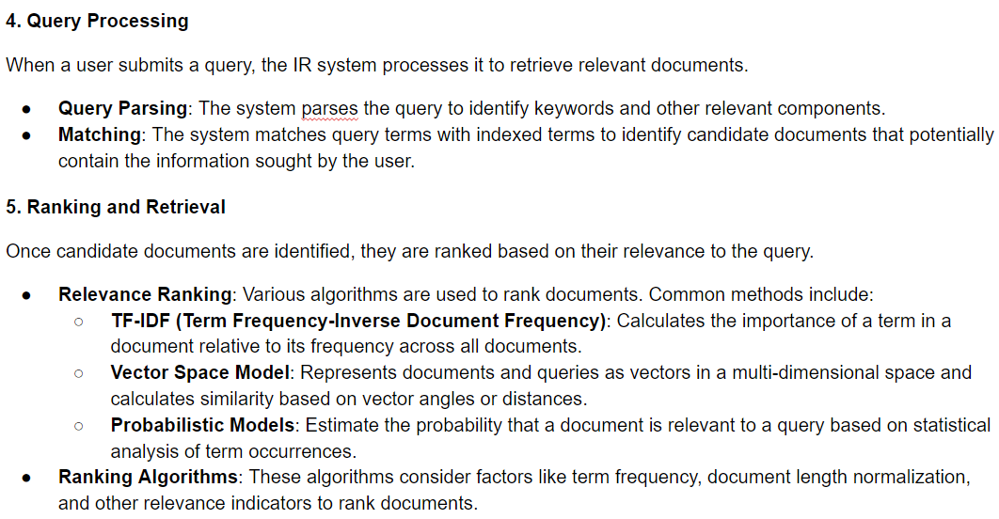 4. Query Processing
When a user submits a query, the IR system processes it to retrieve relevant documents.
● Query Parsing: The system parses the query to identify keywords and other relevant components.
● Matching: The system matches query terms with indexed terms to identify candidate documents that potentially
contain the information sought by the user.
5. Ranking and Retrieval
Once candidate documents are identified, they are ranked based on their relevance to the query.
● Relevance Ranking: Various algorithms are used to rank documents. Common methods include:
○ TF-IDF (Term Frequency-Inverse Document Frequency): Calculates the importance of a term in a
document relative to its frequency across all documents.
○ Vector Space Model: Represents documents and queries as vectors in a multi-dimensional space and
calculates similarity based on vector angles or distances.
○ Probabilistic Models: Estimate the probability that a document is relevant to a query based on statistical
analysis of term occurrences.
● Ranking Algorithms: These algorithms consider factors like term frequency, document length normalization,
and other relevance indicators to rank documents.